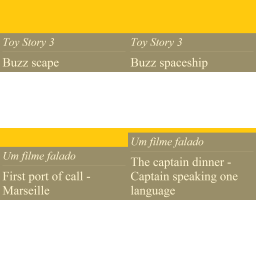 Toy Story 3
Buzz scape
Toy Story 3
Buzz spaceship
Um filme falado
First port of call -
Marseille
Um filme falado
The captain dinner -
Captain speaking one
language